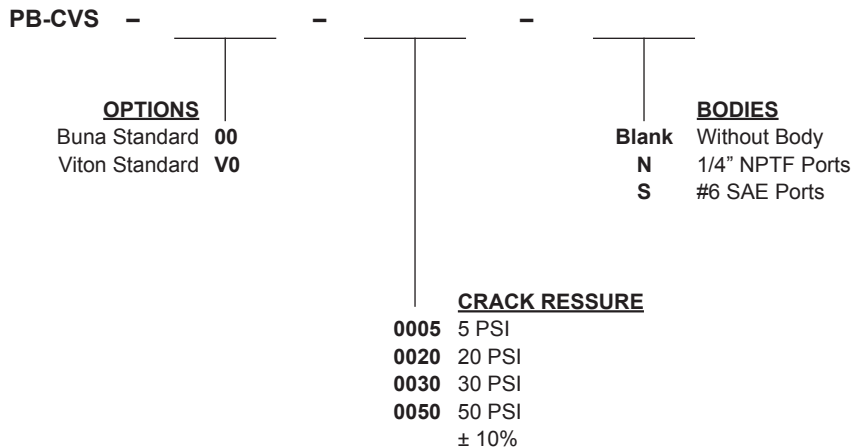 PB-CVS – – –
OPTIONS
Buna Standard 00
Viton Standard V0
BODIES
Blank Without Body
N 1/4” NPTF Ports
S #6 SAE Ports
CRACK RESSURE
0005 5 PSI
0020 20 PSI
0030 30 PSI
0050 50 PSI
± 10%